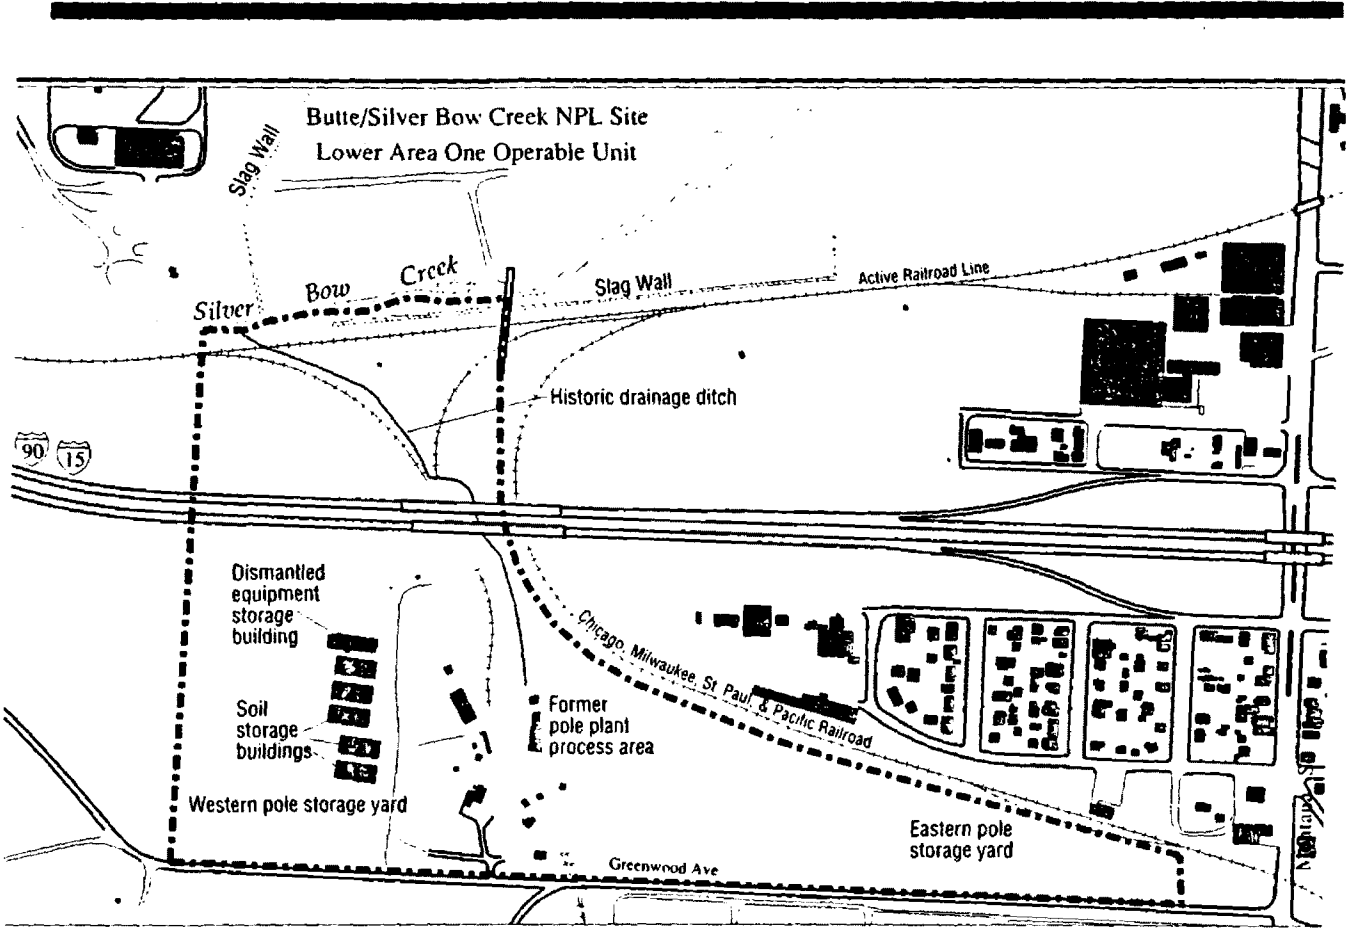 Butte/Silver Bow Creek NPL Site
Lower Area One Operable Unit
Slag Wall
Silver Bow Creek
Slag Wall
Active Railroad Line
Historic drainage ditch
90
15
Dismantled
equipment
storage
building
Chicago, Milwaukee, St. Paul, & Pacific Railroad
Soil
storage
buildings
Former
pole plant
process area
Western pole storage yard
Eastern pole
storage yard
Greenwood Ave
Montana